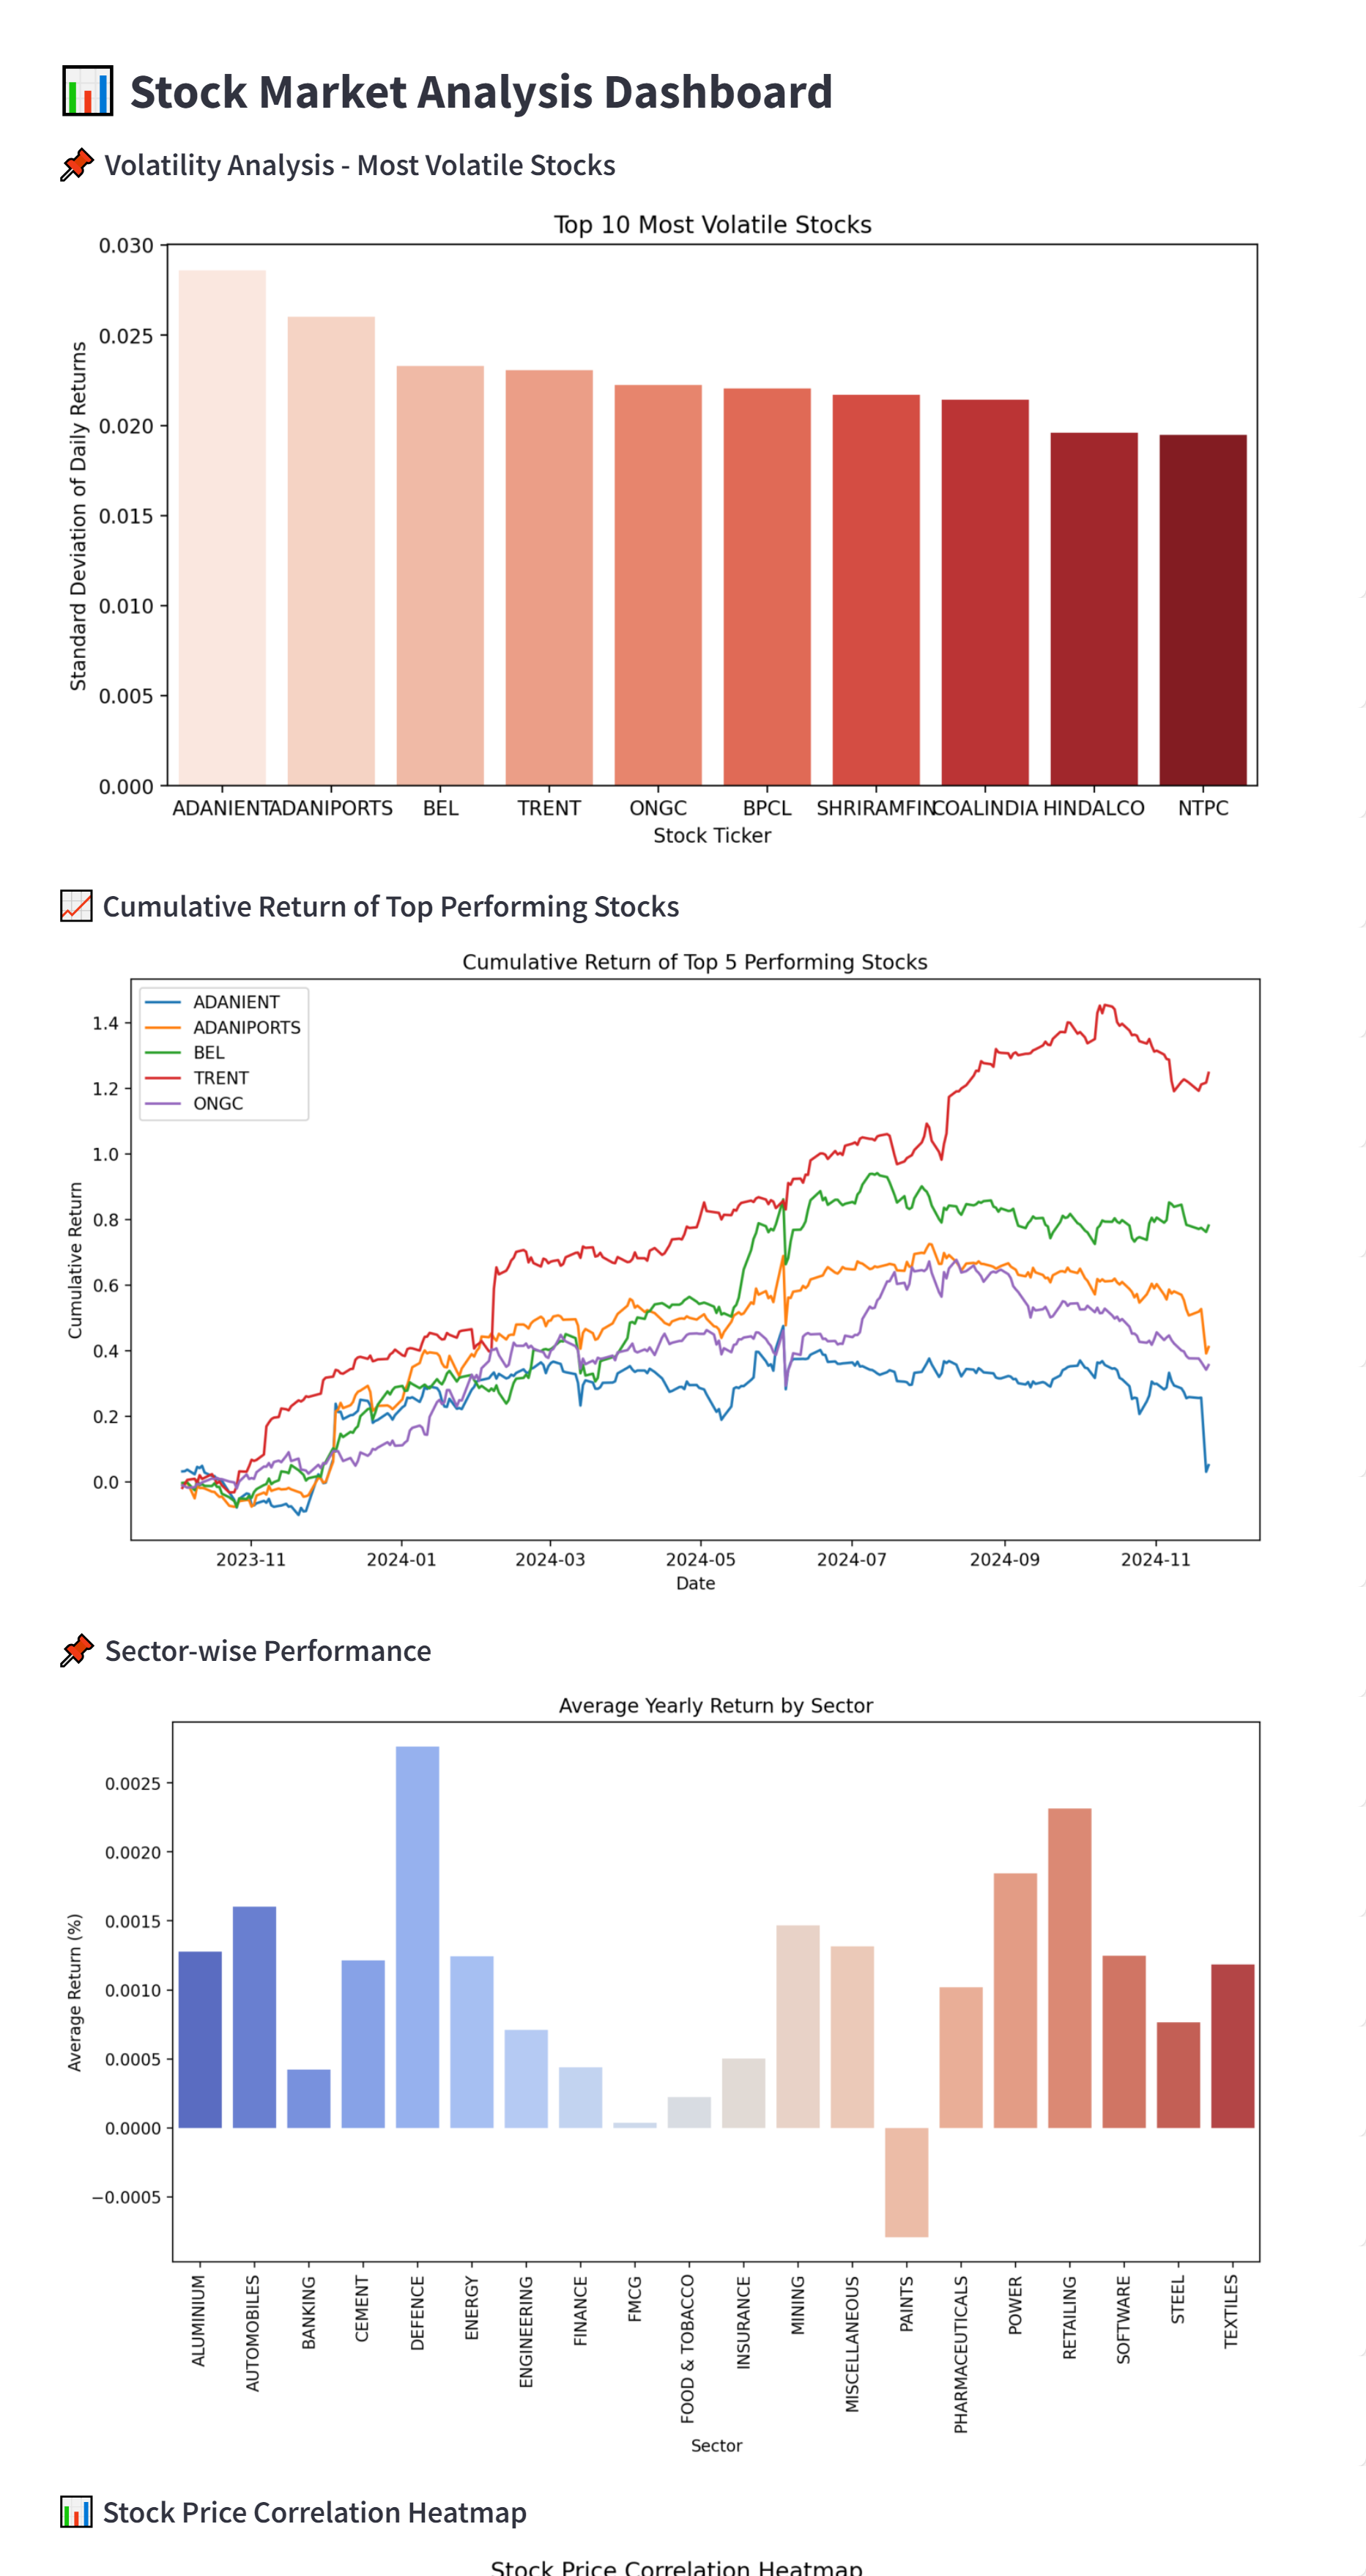 Stock Market Analysis Dashboard
Volatility Analysis - Most Volatile Stocks
Top 10 Most Volatile Stocks
0.030
0.025
0.020
0.015
0.010
0.005
0.000
Standard Deviation of Daily Returns
ADANIENT ADANIPORTS BEL TRENT ONGC BPCL SHRIRAMFIN COALINDIA HINDALCO NTPC
Stock Ticker
Cumulative Return of Top Performing Stocks
Cumulative Return of Top 5 Performing Stocks
ADANIENT
ADANIPORTS
BEL
TRENT
ONGC
1.4
1.2
1.0
0.8
0.6
0.4
0.2
0.0
Cumulative Return
2023-11 2024-01 2024-03 2024-05 2024-07 2024-09 2024-11
Date
Sector-wise Performance
Average Yearly Return by Sector
0.0025
0.0020
0.0015
0.0010
0.0005
0.0000
−0.0005
Average Return (%)
ALUMINIUM
AUTOMOBILES
BANKING
CEMENT
DEFENCE
ENERGY
ENGINEERING
FINANCE
FMCG
FOOD & TOBACCO
INSURANCE
MINING
MISCELLANEOUS
PAINTS
PHARMACEUTICALS
POWER
RETAILING
SOFTWARE
STEEL
TEXTILES
Sector
Stock Price Correlation Heatmap
Stock Price Correlation Heatmap